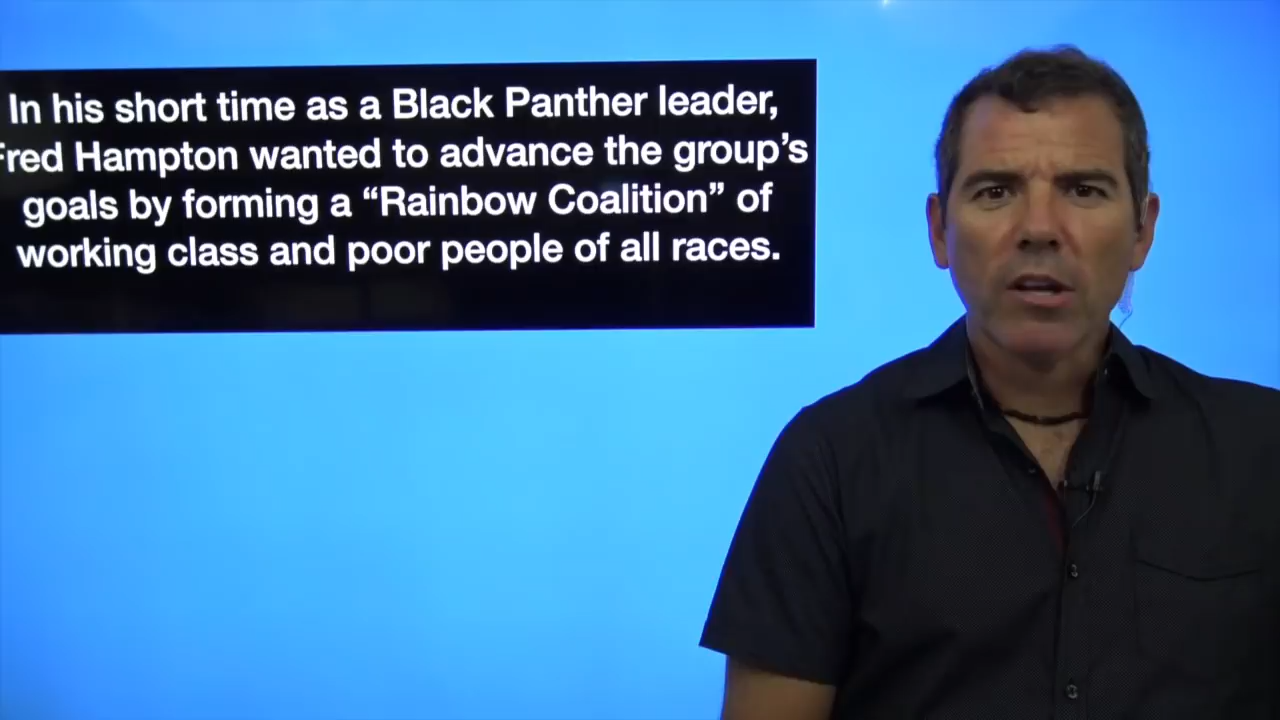 In his short time as a Black Panther leader,
Fred Hampton wanted to advance the group’s
goals by forming a “Rainbow Coalition” of
working class and poor people of all races.